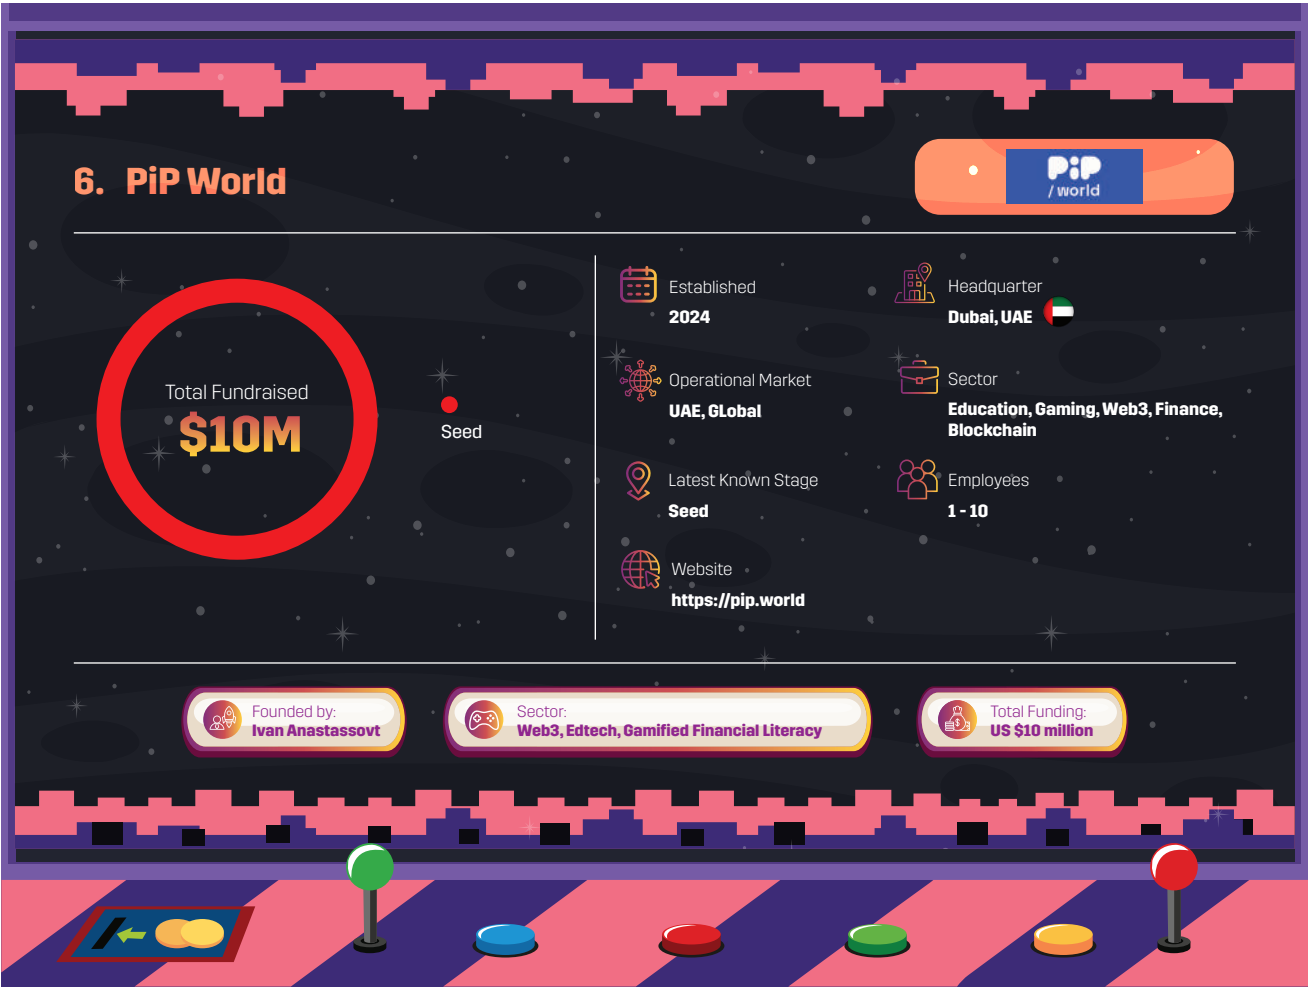 6. PiP World
PiP
/ world
Total Fundraised
$10M
Seed
Established
2024
Headquarter
Dubai, UAE
Operational Market
UAE, GLobal
Sector
Education, Gaming, Web3, Finance,
Blockchain
Latest Known Stage
Seed
Employees
1 - 10
Website
https://pip.world
Founded by:
Ivan Anastassovt
Sector:
Web3, Edtech, Gamified Financial Literacy
Total Funding:
US $10 million